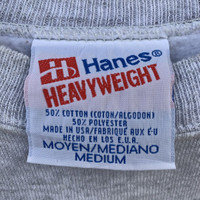 Hanes®
HEAVYWEIGHT
50% COTTON (COTON/ALGODON)
50% POLYESTER
MADE IN USA/FABRIQUÉ AUX É-U
HECHO EN LOS E.U.A.
MOYEN/MEDIANO
MEDIUM